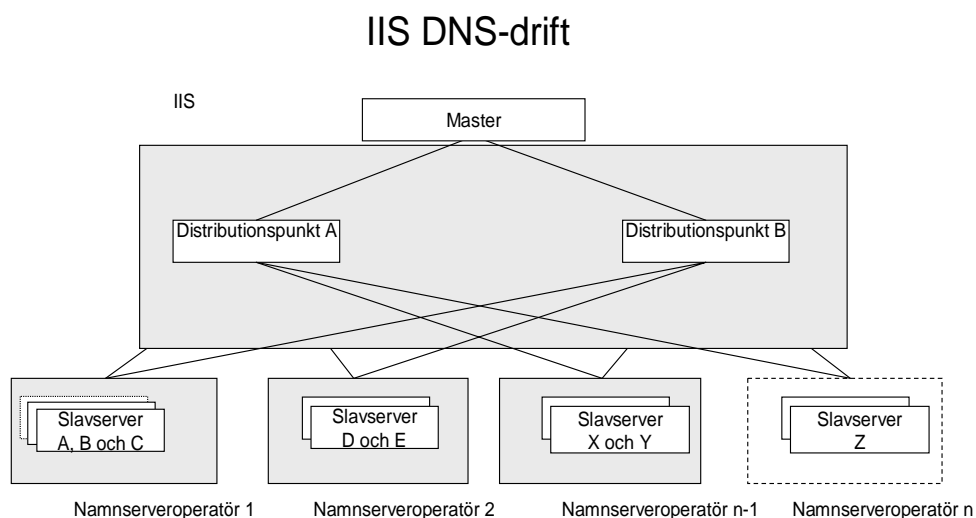 IIS DNS-drift
IIS
Master
Distributionspunkt A
Distributionspunkt B
Slavserver
A, B och C
Slavserver
D och E
Slavserver
X och Y
Slavserver
Z
Namnserveroperatör 1
Namnserveroperatör 2
Namnserveroperatör n-1
Namnserveroperatör n